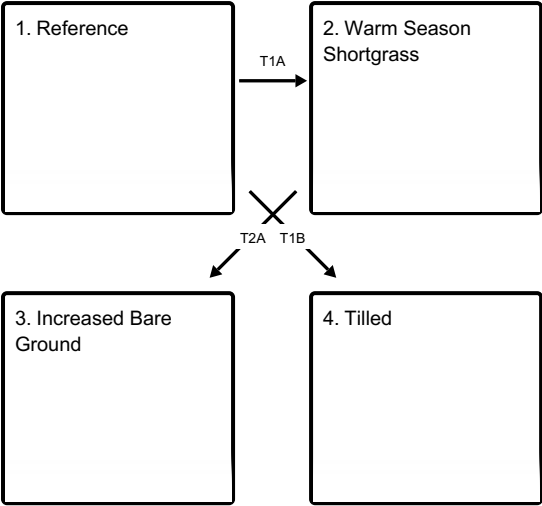 1. Reference
2. Warm Season
Shortgrass
T1A
T2A
T1B
3. Increased Bare
Ground
4. Tilled